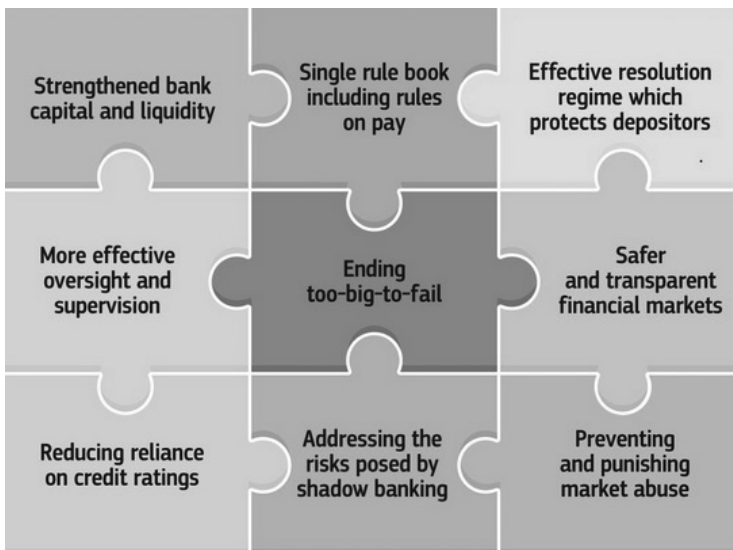 Strengthened bank
capital and liquidity
Single rule book
including rules
on pay
Effective resolution
regime which
protects depositors
More effective
oversight and
supervision
Ending
too-big-to-fail
Safer
and transparent
financial markets
Reducing reliance
on credit ratings
Addressing the
risks posed by
shadow banking
Preventing
and punishing
market abuse